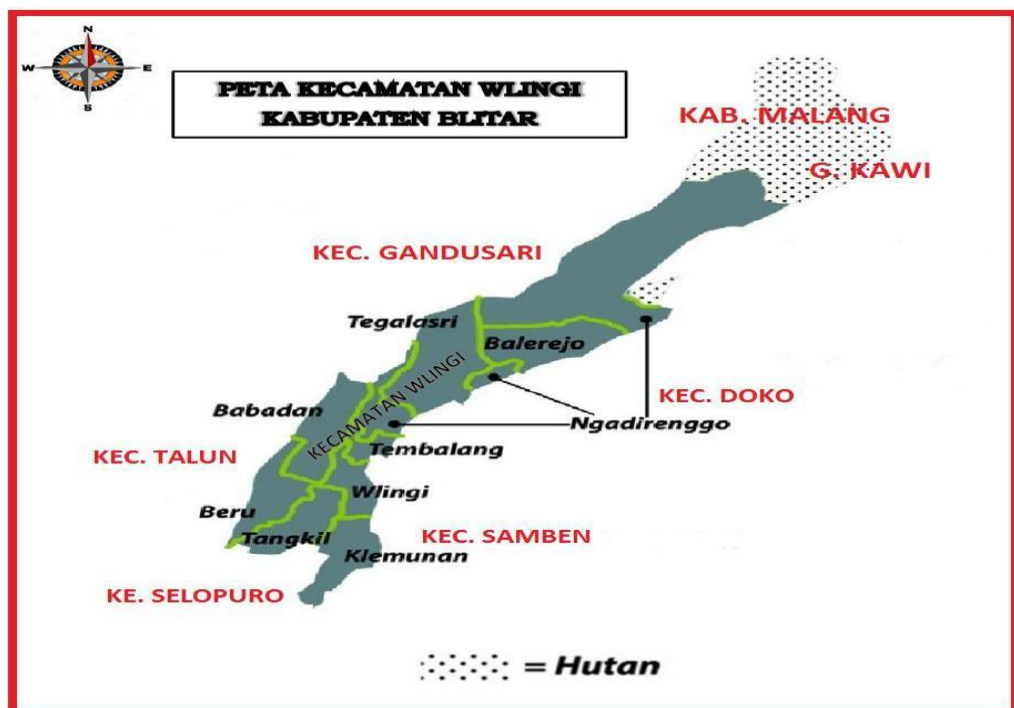 N
W E
S
PETA KECAMATAN WLINGI
KABUPATEN BLITAR
KAB. MALANG
G. KAWI
KEC. GANDUSARI
Tegalasri
Balerejo
KECAMATAN WLINGI
KEC. DOKO
Babadan
Ngadirenggo
Tembalang
KEC. TALUN
Wlingi
Beru
Tangkil
KEC. SAMBEN
Klemunan
KE. SELOPURO
= Hutan